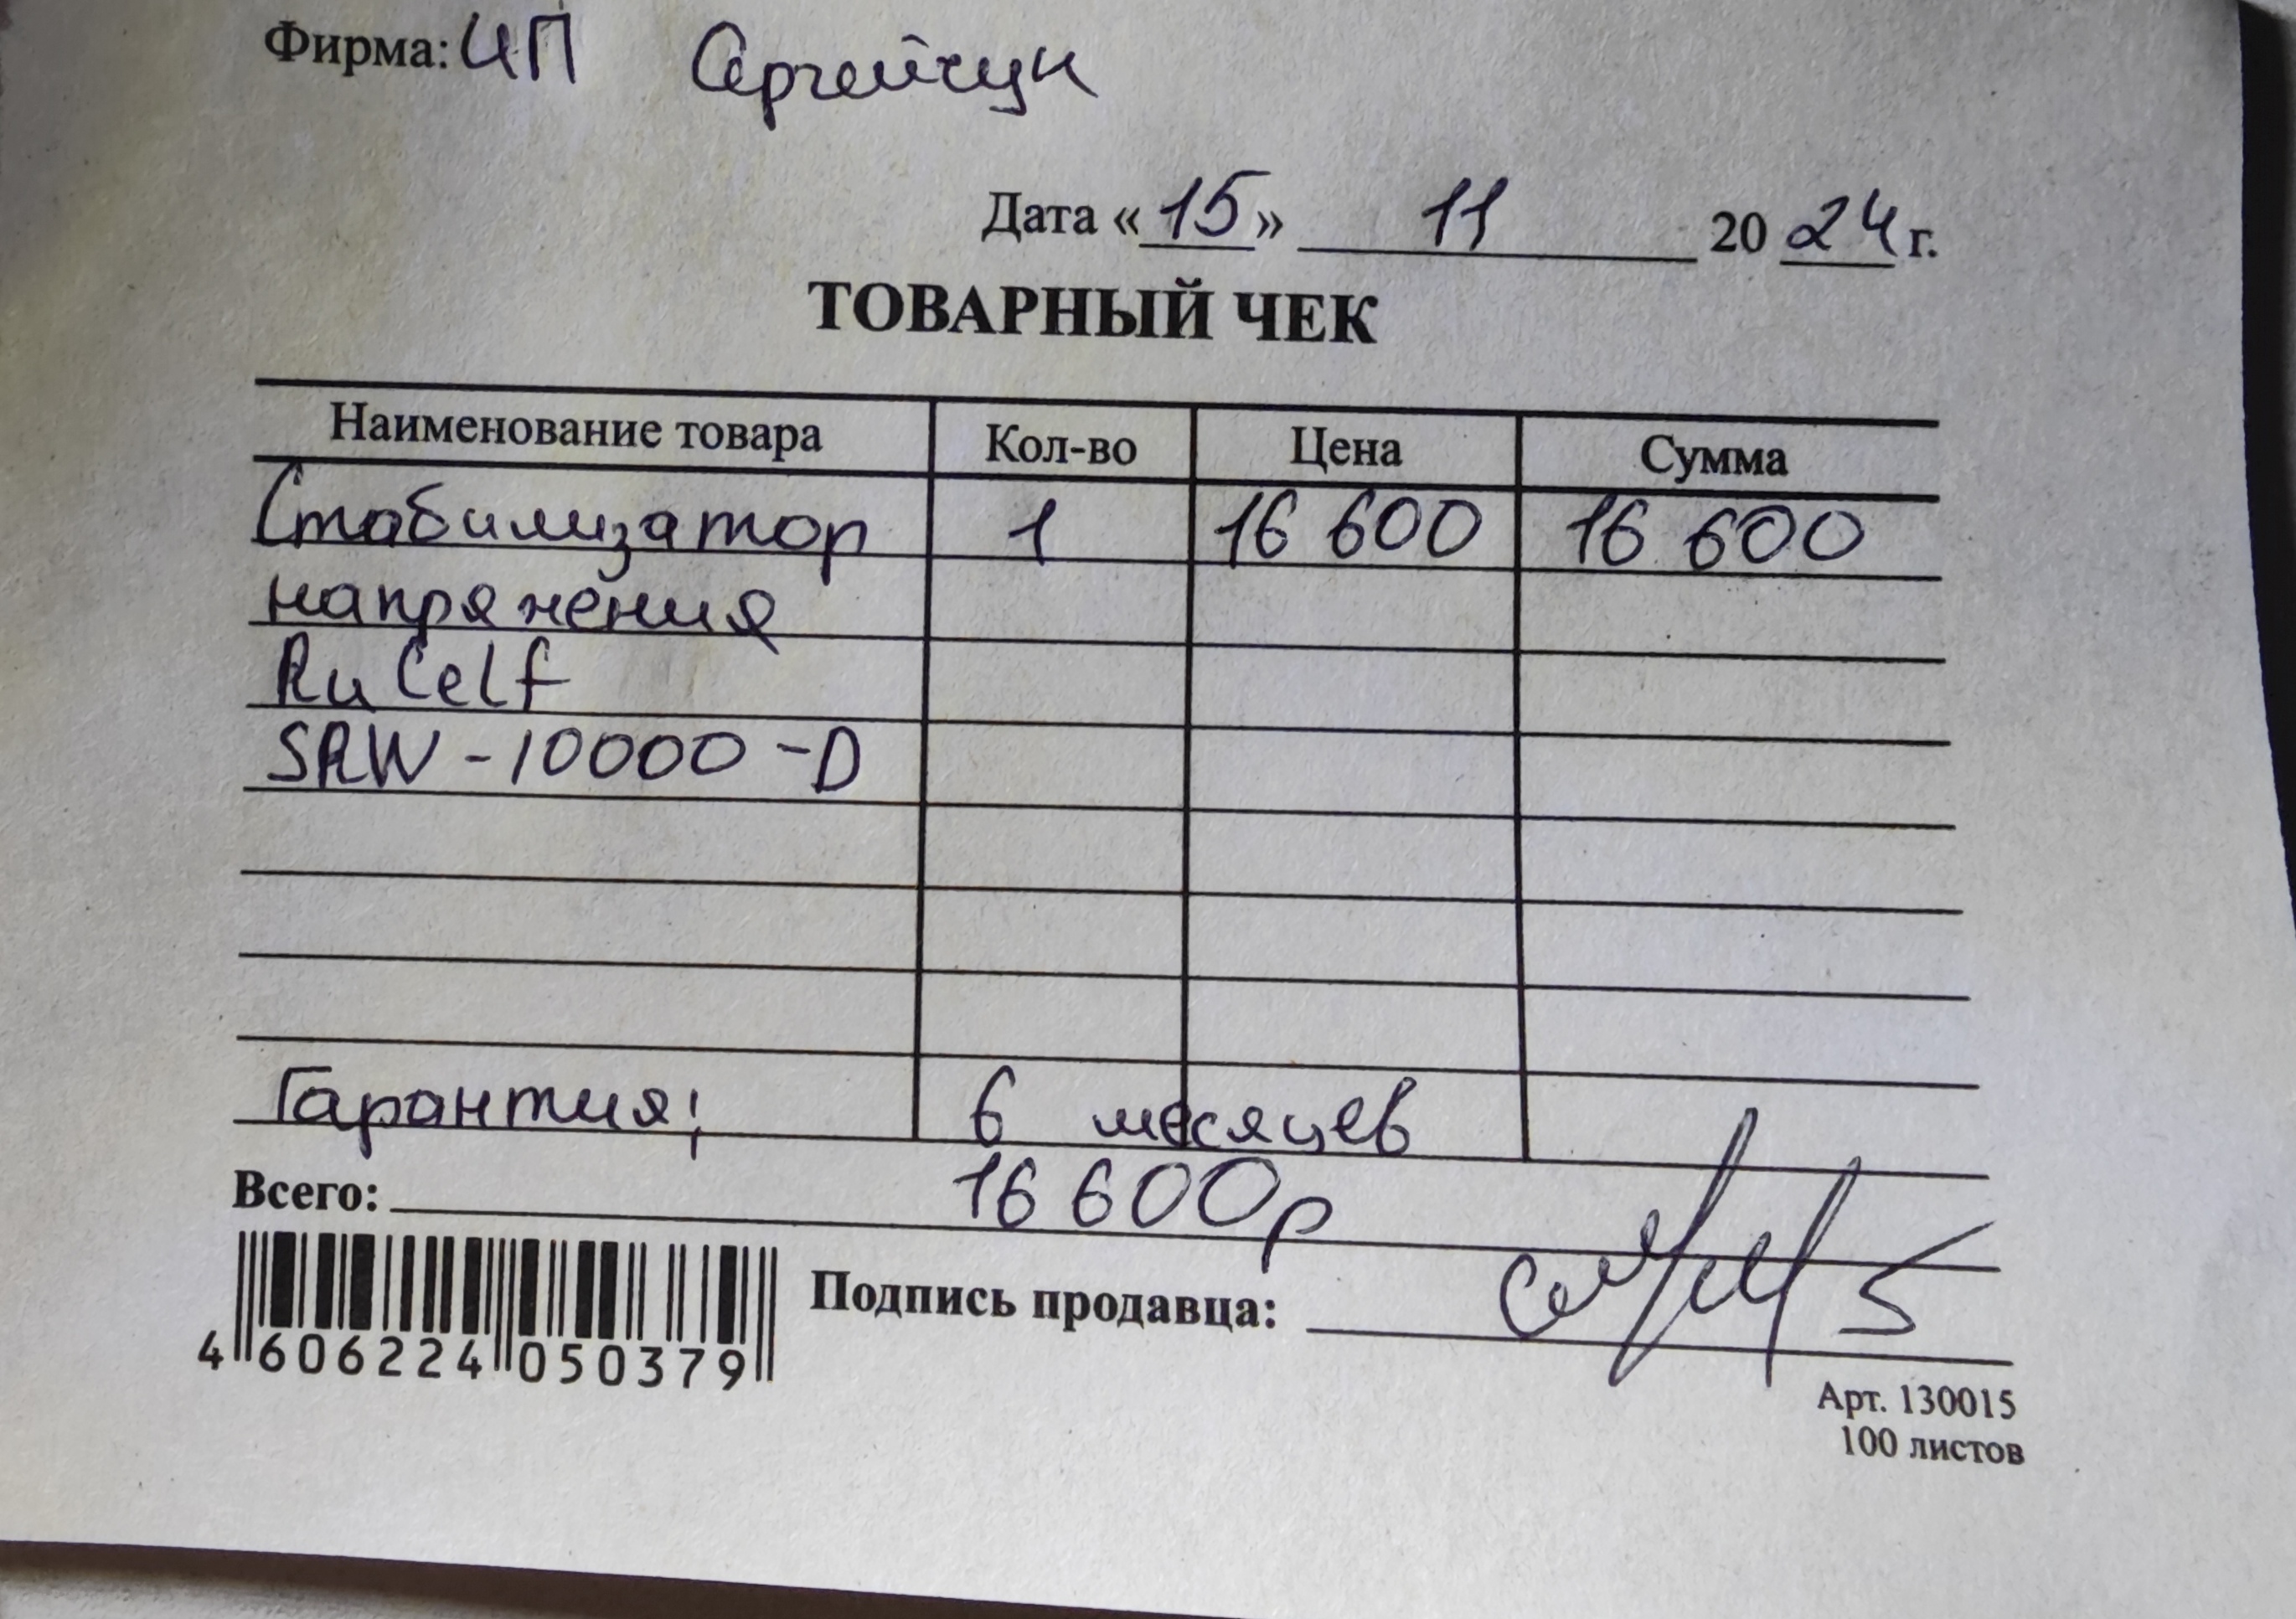 Фирма: ИП Сергейчук
Дата «15» 11 2024 г.
ТОВАРНЫЙ ЧЕК
Наименование товара Кол-во Цена Сумма
Стабилизатор 1 16 600 16 600
напряжения
RuCelf
SRW-10000-D
Гарантия: 6 месяцев
Всего: 16 600р
Подпись продавца:
4 606224 050379
Арт. 130015
100 листов